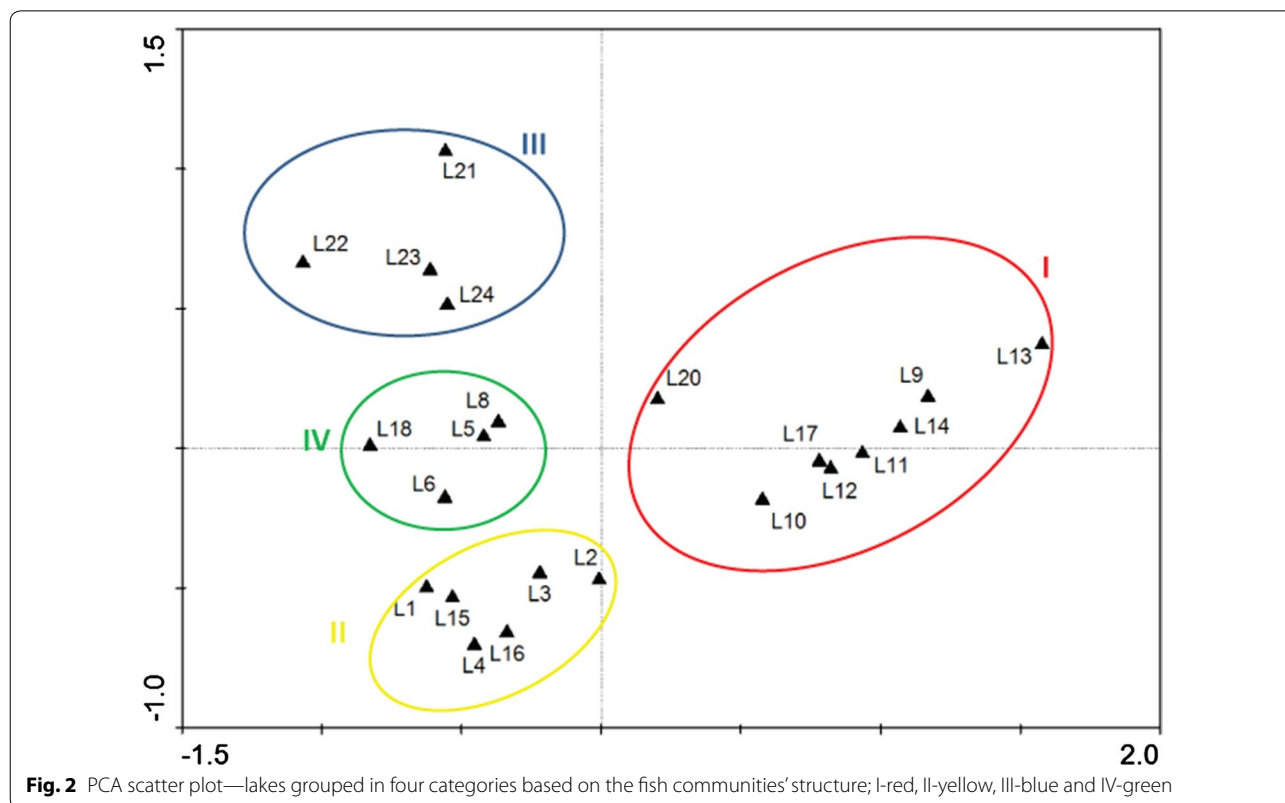 1.5
III
L21
L22
L23
L24
I
L13
L20
L9
L14
L8
L5
L18
IV
L17
L11
L12
L6
L10
L2
L3
L1
L15
II
L16
L4
-1.0
-1.5
2.0
Fig. 2 PCA scatter plot—lakes grouped in four categories based on the fish communities’ structure; I-red, II-yellow, III-blue and IV-green